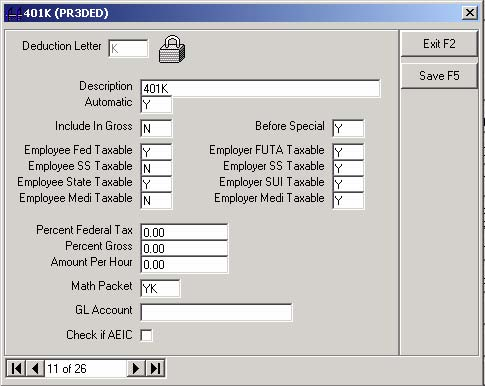 401K (PR3DED)
Deduction Letter K
Exit F2
Save F5
Description 401K
Automatic Y
Include In Gross N Before Special Y
Employee Fed Taxable Y Employer FUTA Taxable Y
Employee SS Taxable N Employer SS Taxable Y
Employee State Taxable Y Employer SUI Taxable Y
Employee Medi Taxable N Employer Medi Taxable Y
Percent Federal Tax 0.00
Percent Gross 0.00
Amount Per Hour 0.00
Math Packet YK
GL Account
Check if AEIC
11 of 26